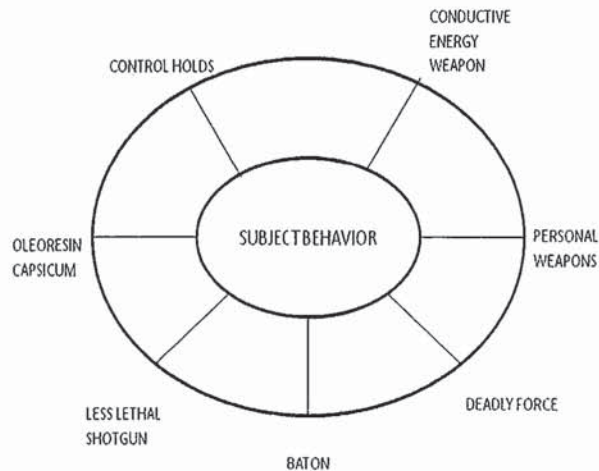 CONDUCTIVE
ENERGY
WEAPON
CONTROL HOLDS
SUBJECT BEHAVIOR
OLEORESIN
CAPSICUM
PERSONAL
WEAPONS
LESS LETHAL
SHOTGUN
DEADLY FORCE
BATON